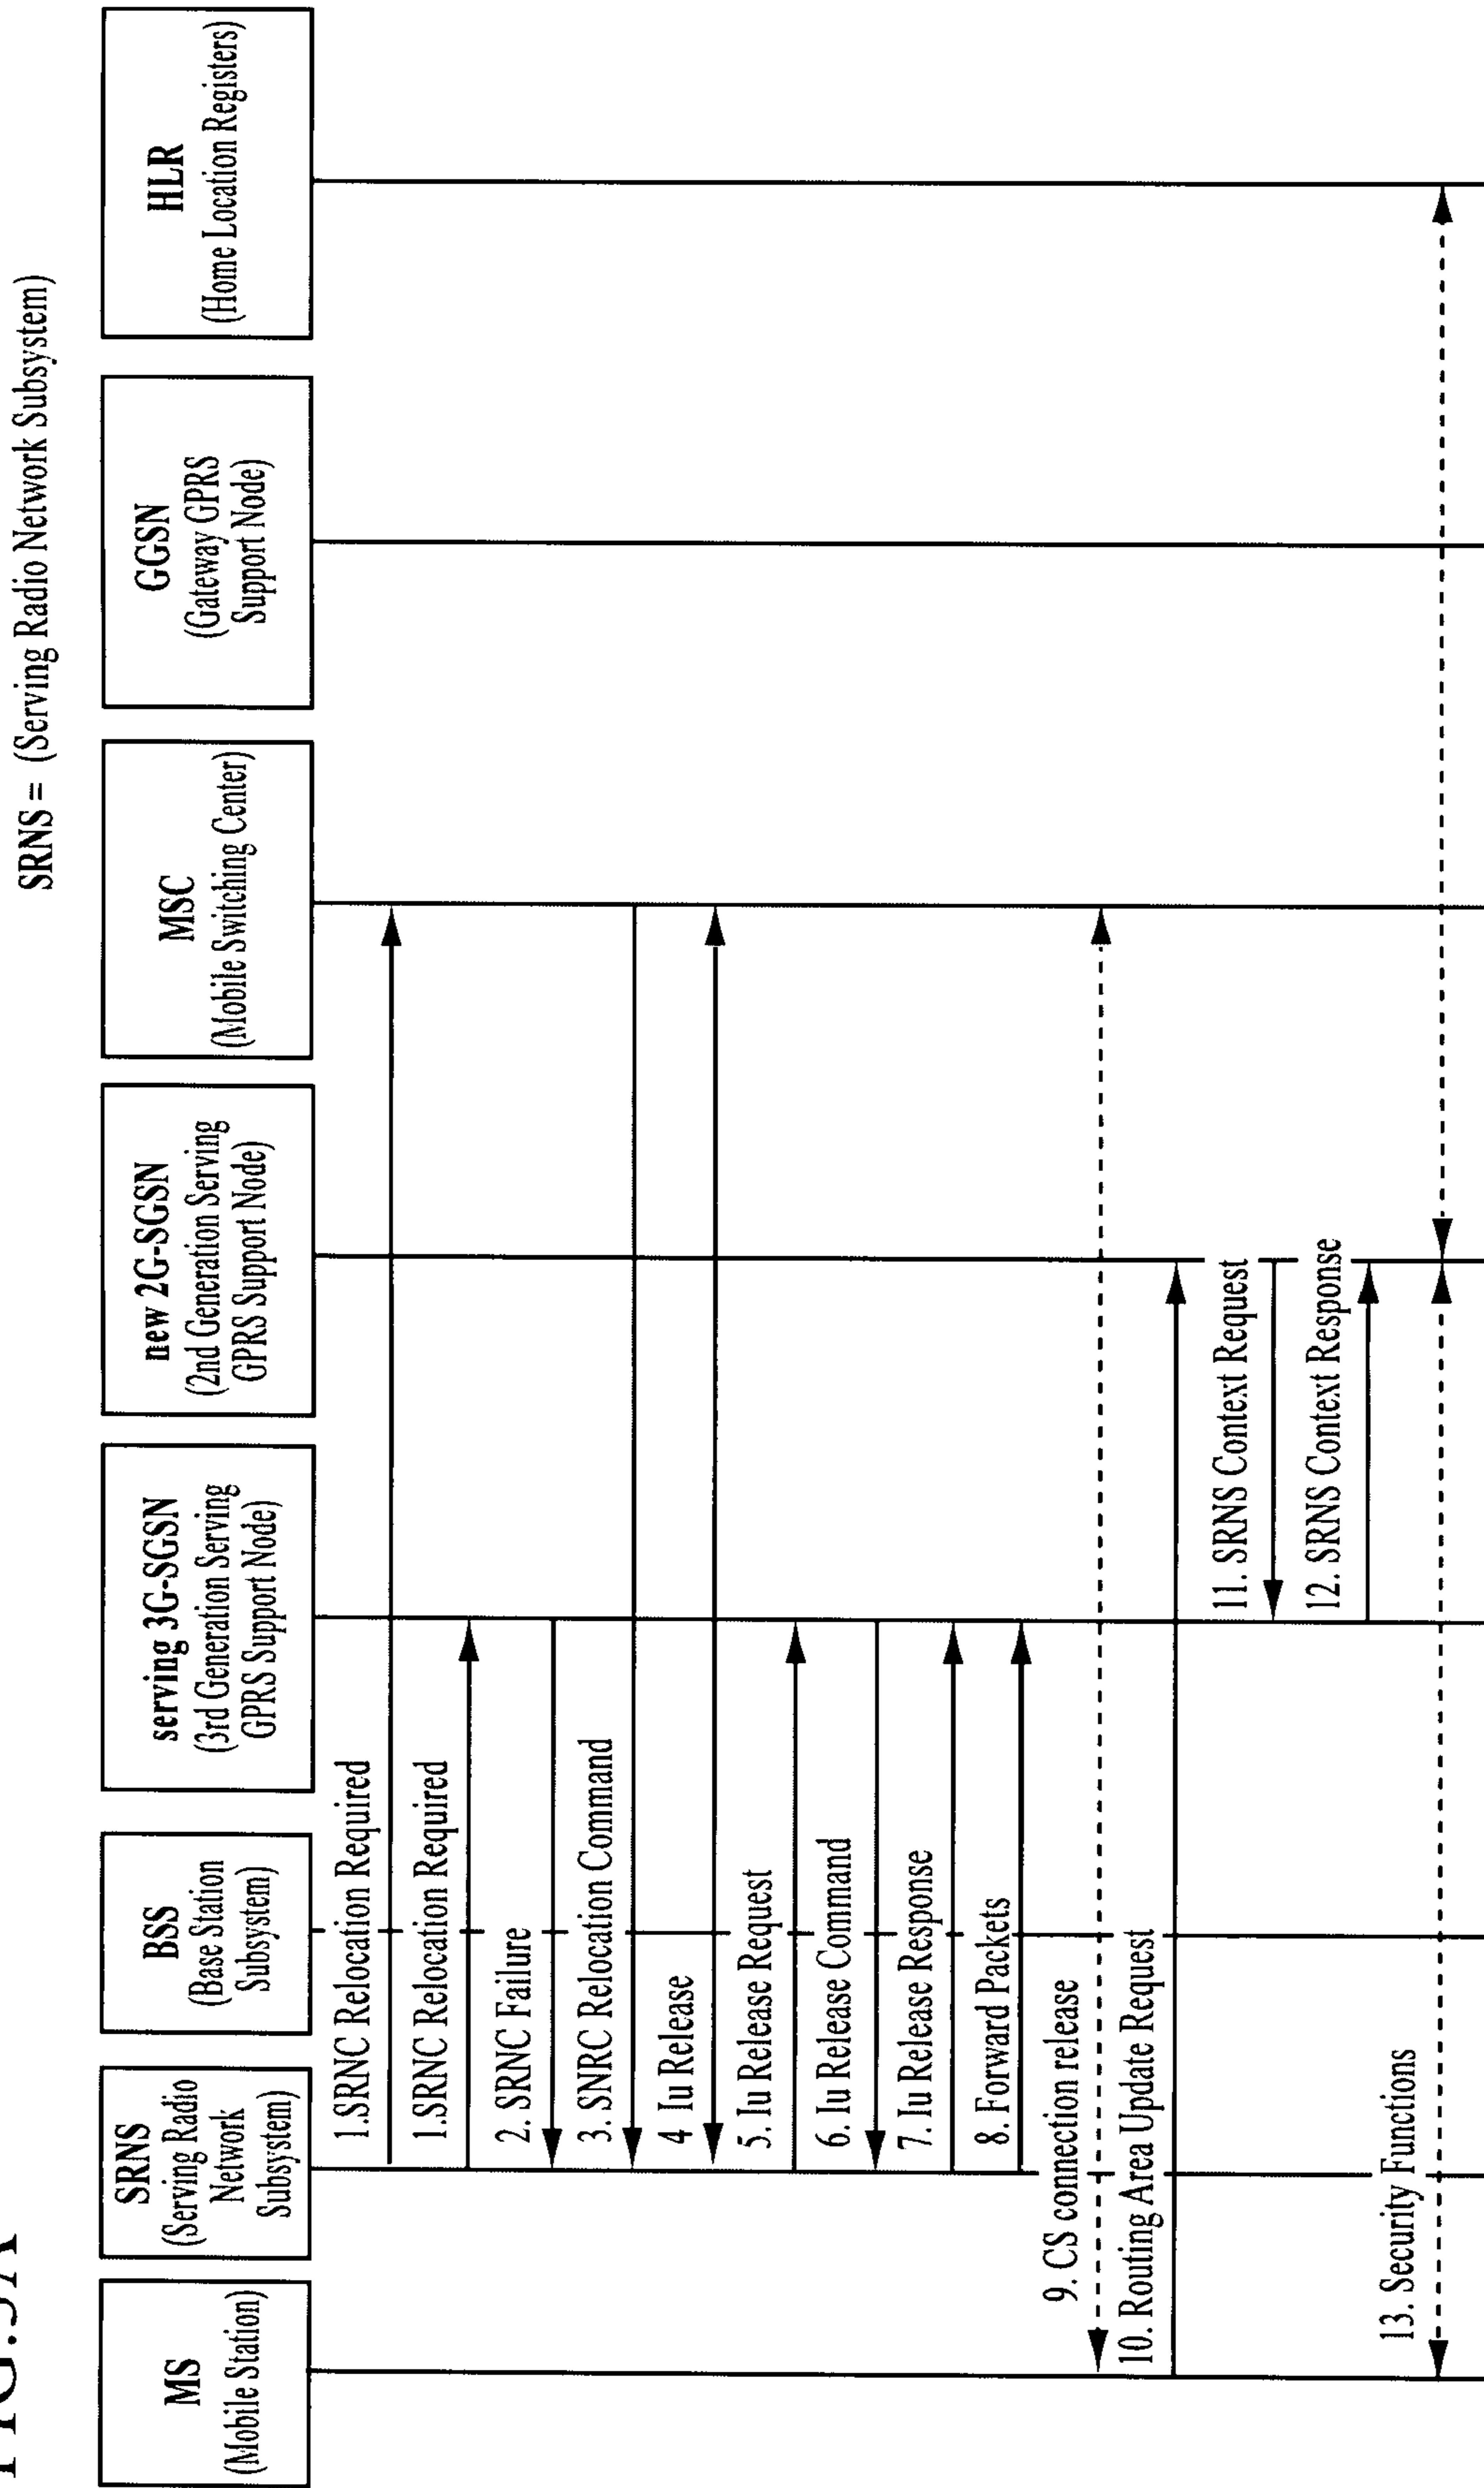 SRNS = (Serving Radio Network Subsystem)
MS
(Mobile Station)
SRNS
(Serving Radio
Network
Subsystem)
BSS
(Base Station
Subsystem)
serving 3G-SGSN
(3rd Generation Serving
GPRS Support Node)
new 2G-SGSN
(2nd Generation Serving
GPRS Support Node)
MSC
(Mobile Switching Center)
GGSN
(Gateway GPRS
Support Node)
HLR
(Home Location Registers)
1.SRNC Relocation Required
1.SRNC Relocation Required
2. SRNC Failure
3. SNRC Relocation Command
4 Iu Release
5. Iu Release Request
6. Iu Release Command
7. Iu Release Response
8. Forward Packets
9. CS connection release
10. Routing Area Update Request
11. SRNS Context Request
12. SRNS Context Response
13. Security Functions